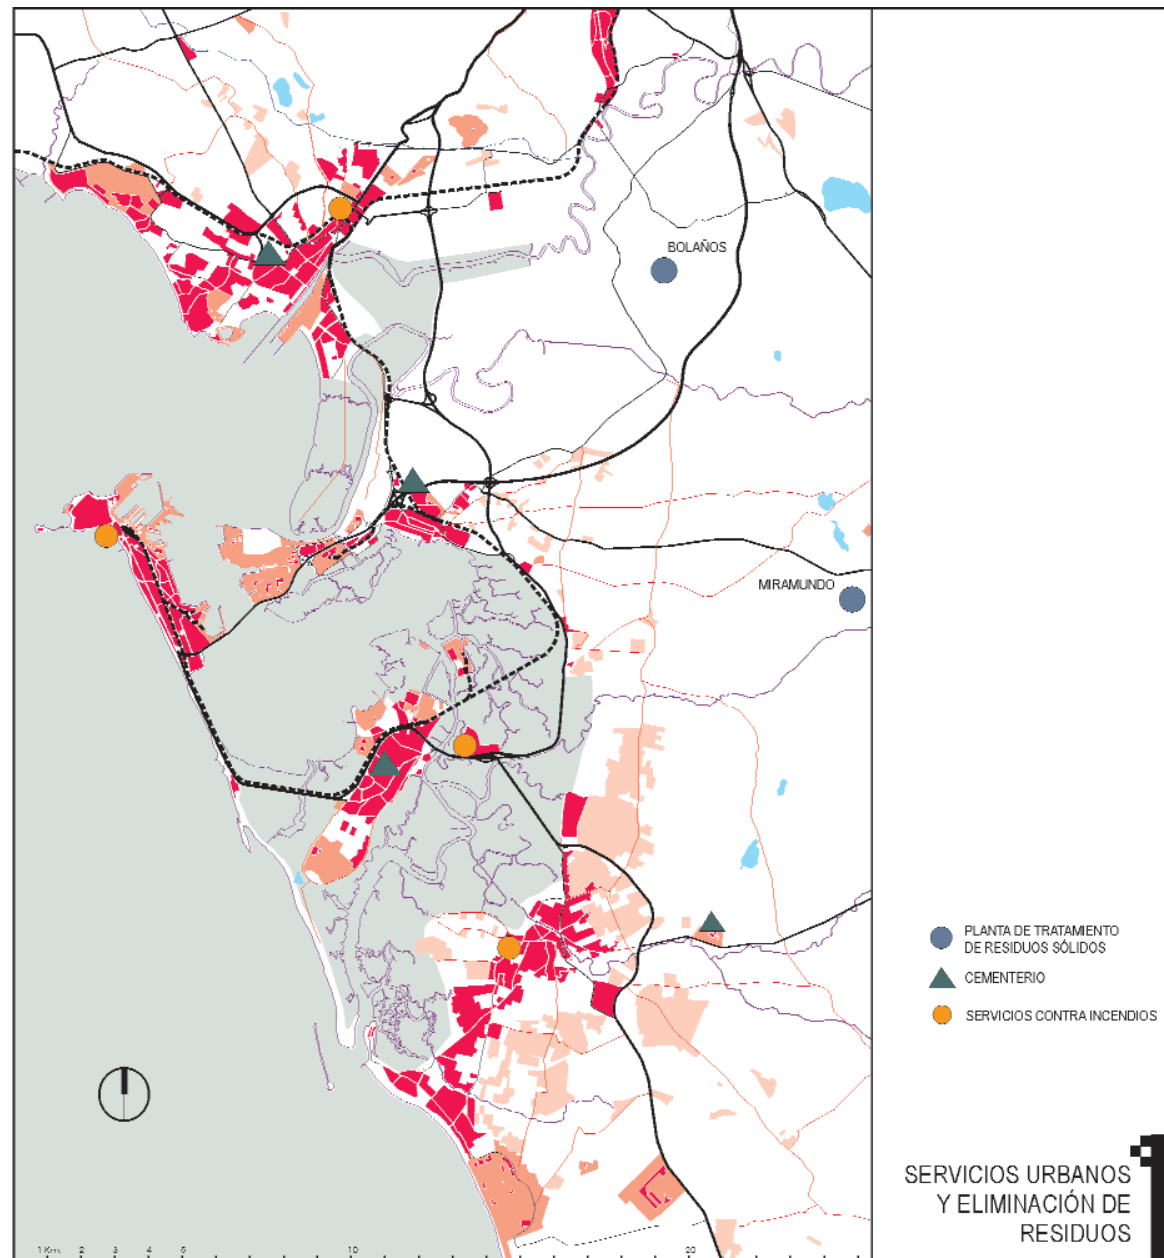 BOLAÑOS
MIRAMUNDO
PLANTA DE TRATAMIENTO
DE RESIDUOS SÓLIDOS
CEMENTERIO
SERVICIOS CONTRA INCENDIOS
SERVICIOS URBANOS
Y ELIMINACIÓN DE
RESIDUOS
1 Km. 2 3 4 5 10 20